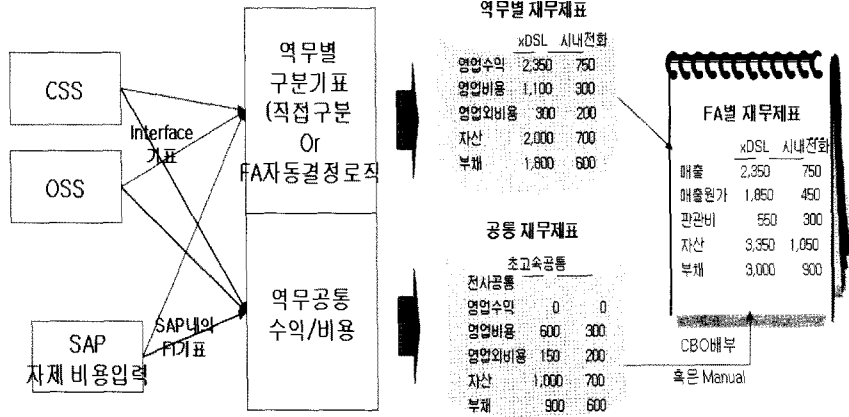 CSS
OSS
SAP
자체 비용입력
Interface
기표
SAP내의
FI기표
역무별
구분기표
(직접구분
Or
FA자동결정로직
역무공통
수익/비용
역무별 재무제표
xDSL 시내전화
영업수익 2,350 750
영업비용 1,100 300
영업외비용 300 200
자산 2,000 700
부채 1,800 600
공통 재무제표
초고속공통
전사공통
영업수익 0 0
영업비용 600 300
영업외비용 150 200
자산 1,000 700
부채 900 600
FA별 재무제표
xDSL 시내전화
매출 2,350 750
매출원가 1,850 450
판관비 550 300
자산 3,350 1,050
부채 3,000 900
CBO배부
혹은 Manual